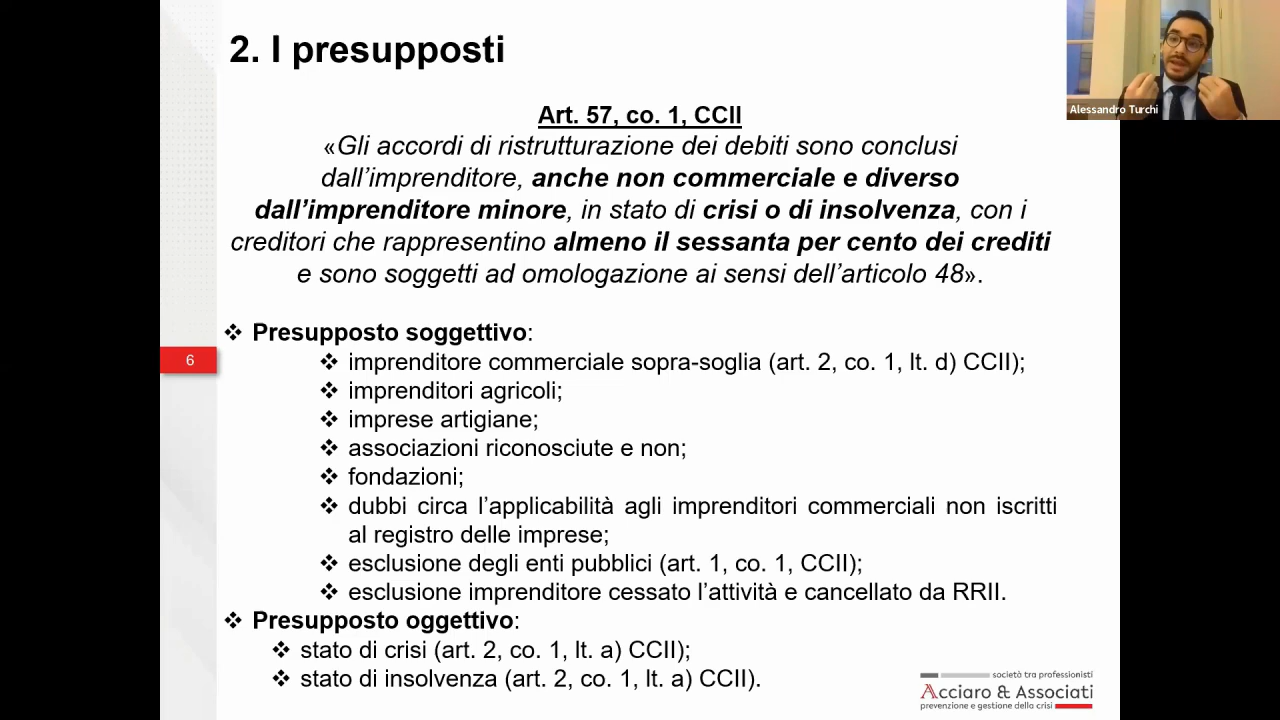 2. I presupposti
Alessandro Turchi
Art. 57, co. 1, CCII
«Gli accordi di ristrutturazione dei debiti sono conclusi
dall’imprenditore, anche non commerciale e diverso
dall’imprenditore minore, in stato di crisi o di insolvenza, con i
creditori che rappresentino almeno il sessanta per cento dei crediti
e sono soggetti ad omologazione ai sensi dell’articolo 48».
❖ Presupposto soggettivo:
❖ imprenditore commerciale sopra-soglia (art. 2, co. 1, lt. d) CCII);
6
❖ imprenditori agricoli;
❖ imprese artigiane;
❖ associazioni riconosciute e non;
❖ fondazioni;
❖ dubbi circa l’applicabilità agli imprenditori commerciali non iscritti
al registro delle imprese;
❖ esclusione degli enti pubblici (art. 1, co. 1, CCII);
❖ esclusione imprenditore cessato l’attività e cancellato da RRII.
❖ Presupposto oggettivo:
❖ stato di crisi (art. 2, co. 1, lt. a) CCII);
❖ stato di insolvenza (art. 2, co. 1, lt. a) CCII).
società tra professionisti
Acciaro & Associati
prevenzione e gestione della crisi